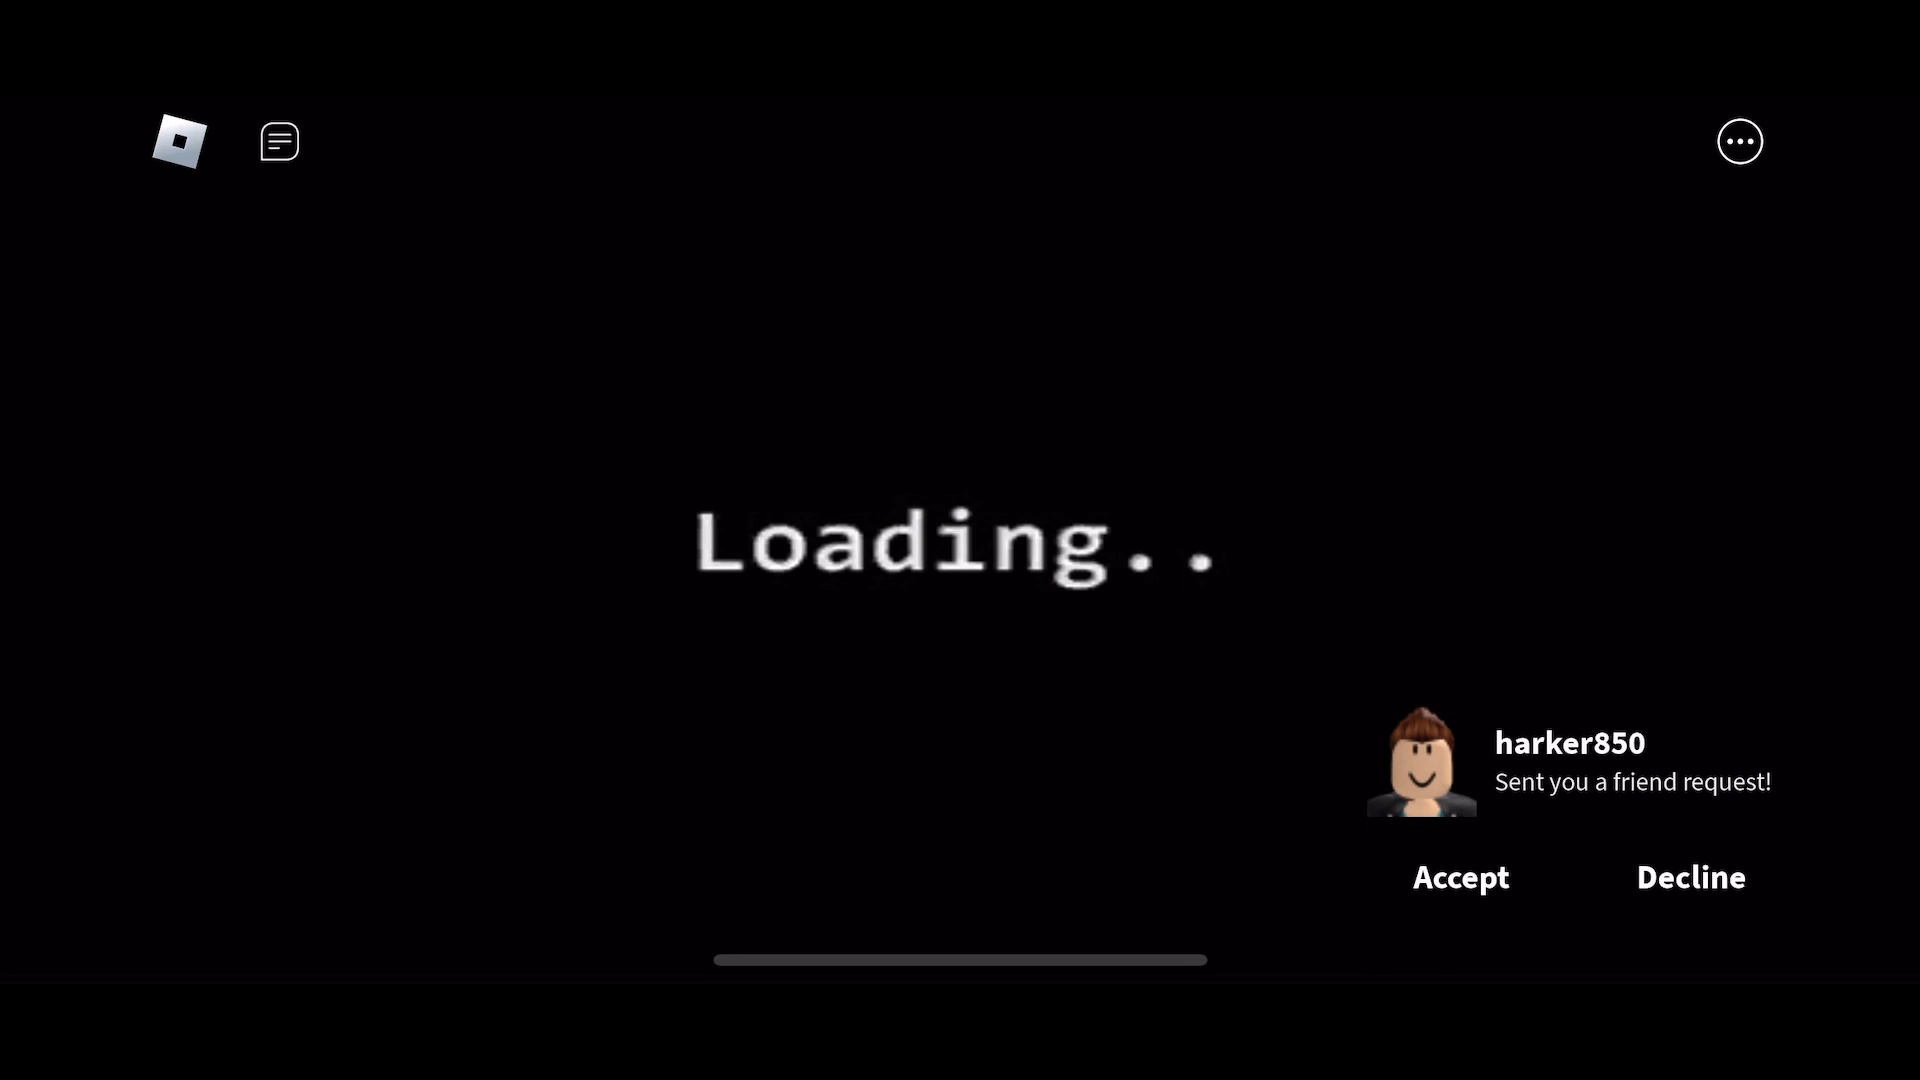 Loading..
harker850
Sent you a friend request!
Accept
Decline